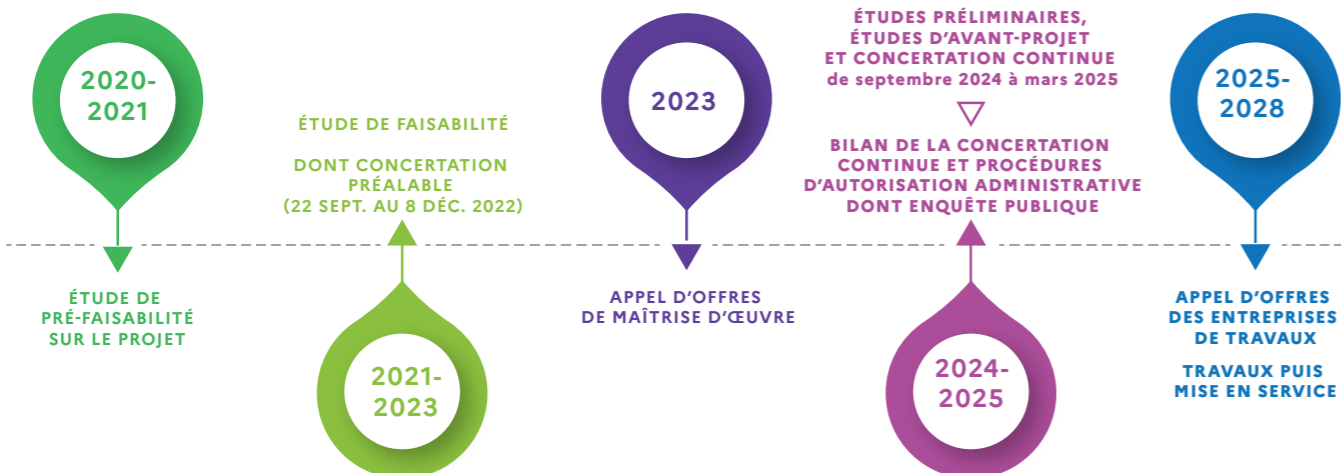 2020-
2021
ÉTUDE DE
PRÉ-FAISABILITÉ
SUR LE PROJET
ÉTUDE DE FAISABILITÉ
DONT CONCERTATION
PRÉALABLE
(22 SEPT. AU 8 DÉC. 2022)
2021-
2023
2023
APPEL D'OFFRES
DE MAÎTRISE D'ŒUVRE
ÉTUDES PRÉLIMINAIRES,
ÉTUDES D'AVANT-PROJET
ET CONCERTATION CONTINUE
de septembre 2024 à mars 2025
BILAN DE LA CONCERTATION
CONTINUE ET PROCÉDURES
D'AUTORISATION ADMINISTRATIVE
DONT ENQUÊTE PUBLIQUE
2024-
2025
2025-
2028
APPEL D'OFFRES
DES ENTREPRISES
DE TRAVAUX
TRAVAUX PUIS
MISE EN SERVICE